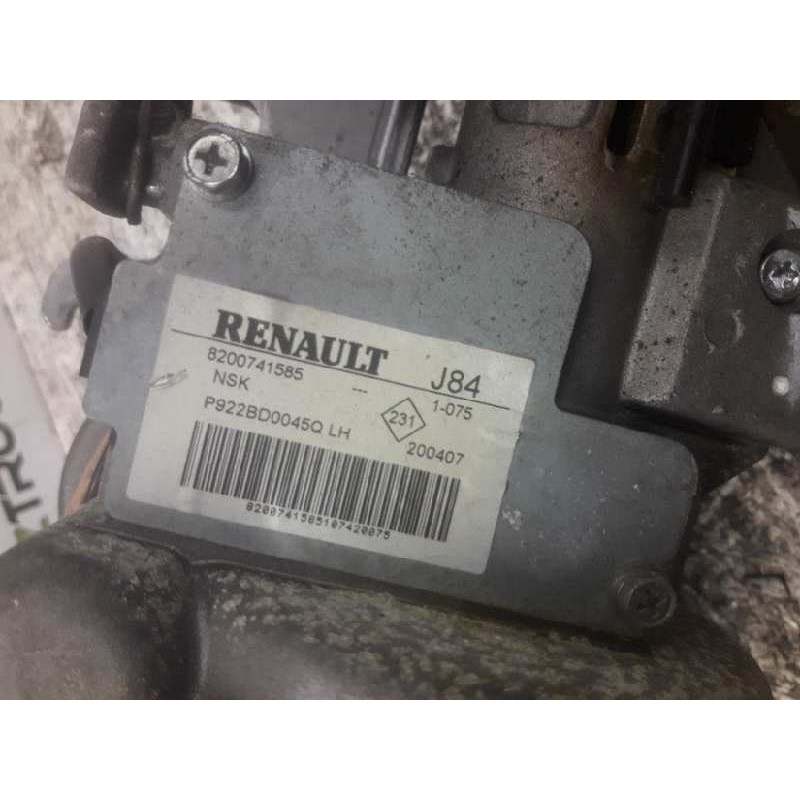 RENAULT
8200741585 --- J84
NSK 1-075
P922BD0045Q LH 231 200407
8200741585107420075